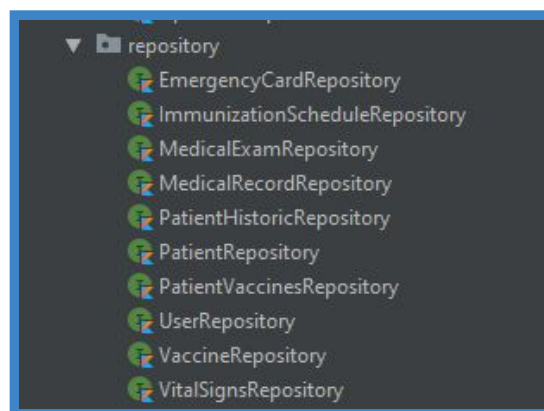 repository
EmergencyCardRepository
ImmunizationScheduleRepository
MedicalExamRepository
MedicalRecordRepository
PatientHistoricRepository
PatientRepository
PatientVaccinesRepository
UserRepository
VaccineRepository
VitalSignsRepository